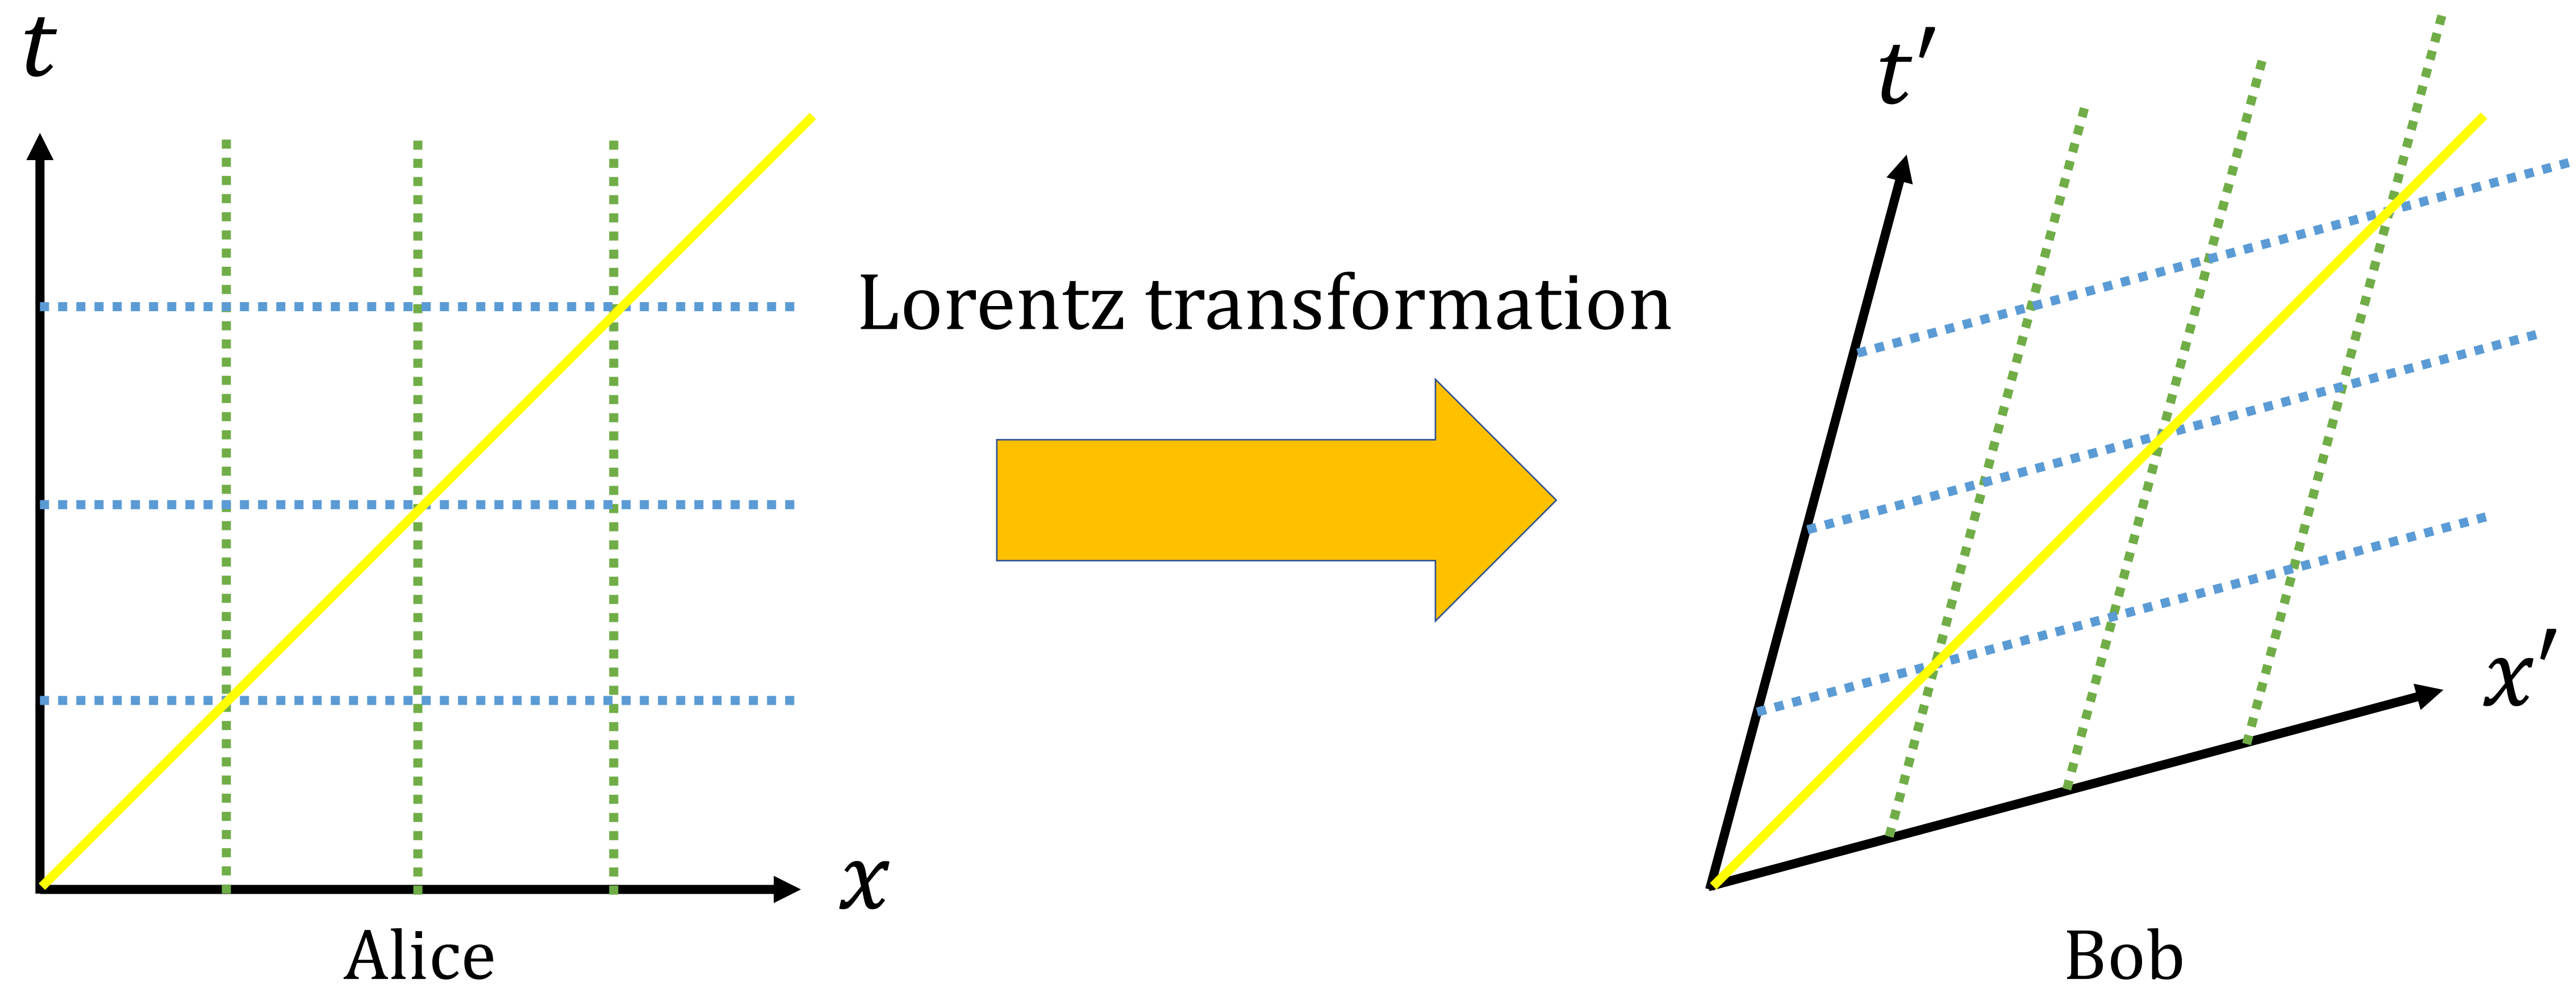 t
x
Alice
Lorentz transformation
t′
x′
Bob